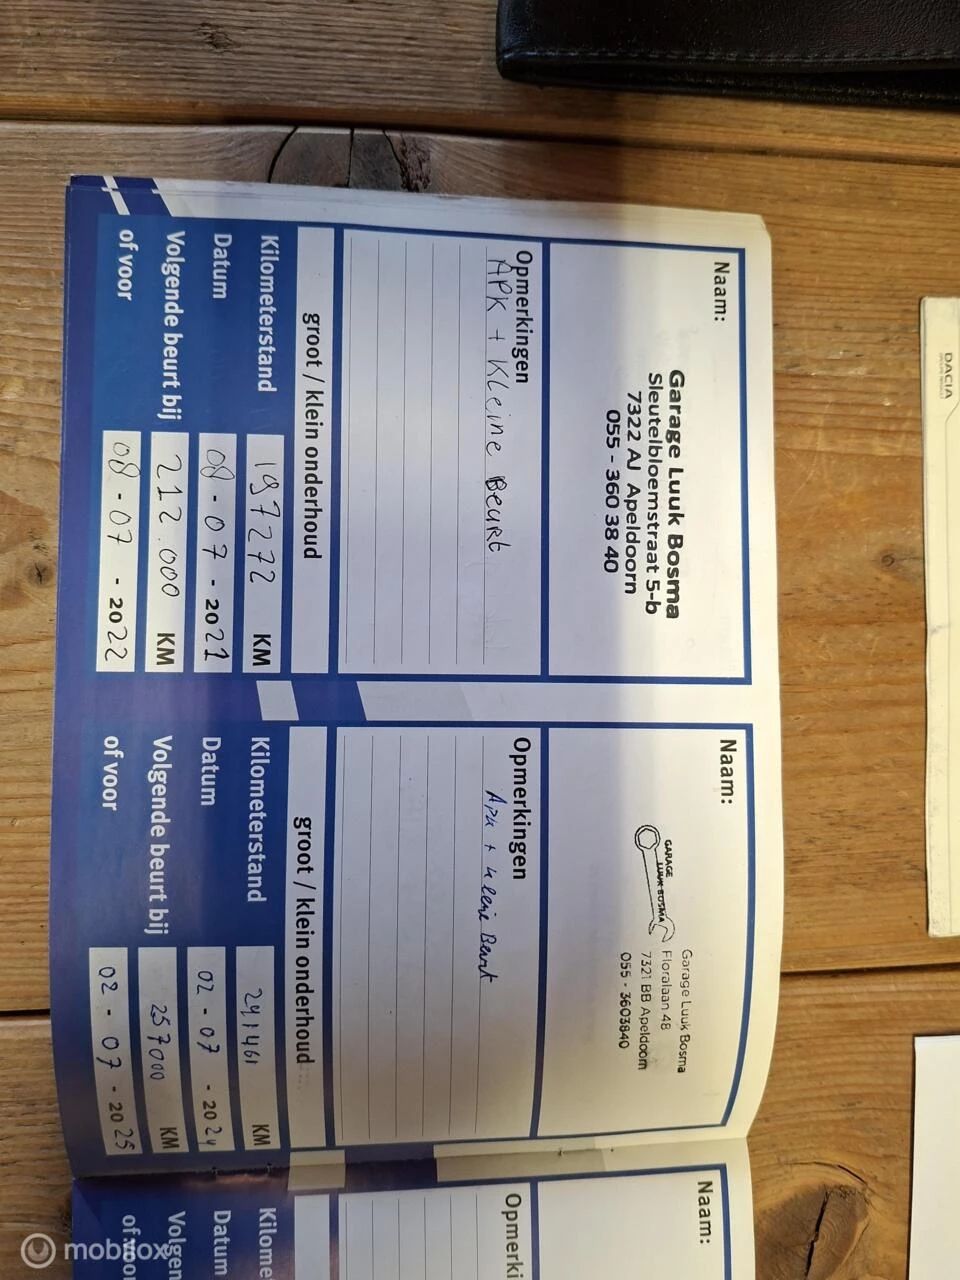 Naam:
Garage Luuk Bosma
Sleutelbloemstraat 5-b
7322 AJ Apeldoorn
055 - 360 38 40
Opmerkingen
APK + Kleine Beurt
groot / klein onderhoud
Kilometerstand 197272 KM
Datum 08 - 07 - 2021
Volgende beurt bij 212.000 KM
of voor 08 - 07 - 2022
Naam:
GARAGE
LUUK BOSMA
Garage Luuk Bosma
Floralaan 48
7321 BB Apeldoorn
055 - 3603840
Opmerkingen
Apk + kleine Beurt
groot / klein onderhoud
Kilometerstand 241461 KM
Datum 02 - 07 - 2024
Volgende beurt bij 257000 KM
of voor 02 - 07 - 2025
Naam:
Opmerki
Kilome
Datum
Volgen
of voor
DACIA
mobilox